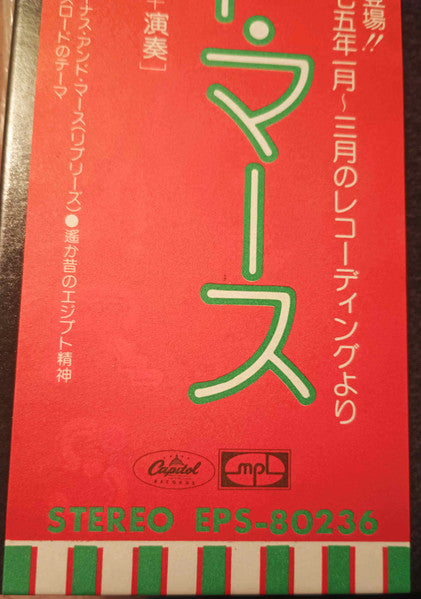 登場!!
七五年一月〜三月のレコーディングより
・マース
演奏〕
ナス・アンド・マース(リプリーズ)●遙か昔のエジプト精神
スロードのテーマ
Capitol
RECORDS
mpl
STEREO EPS-80236